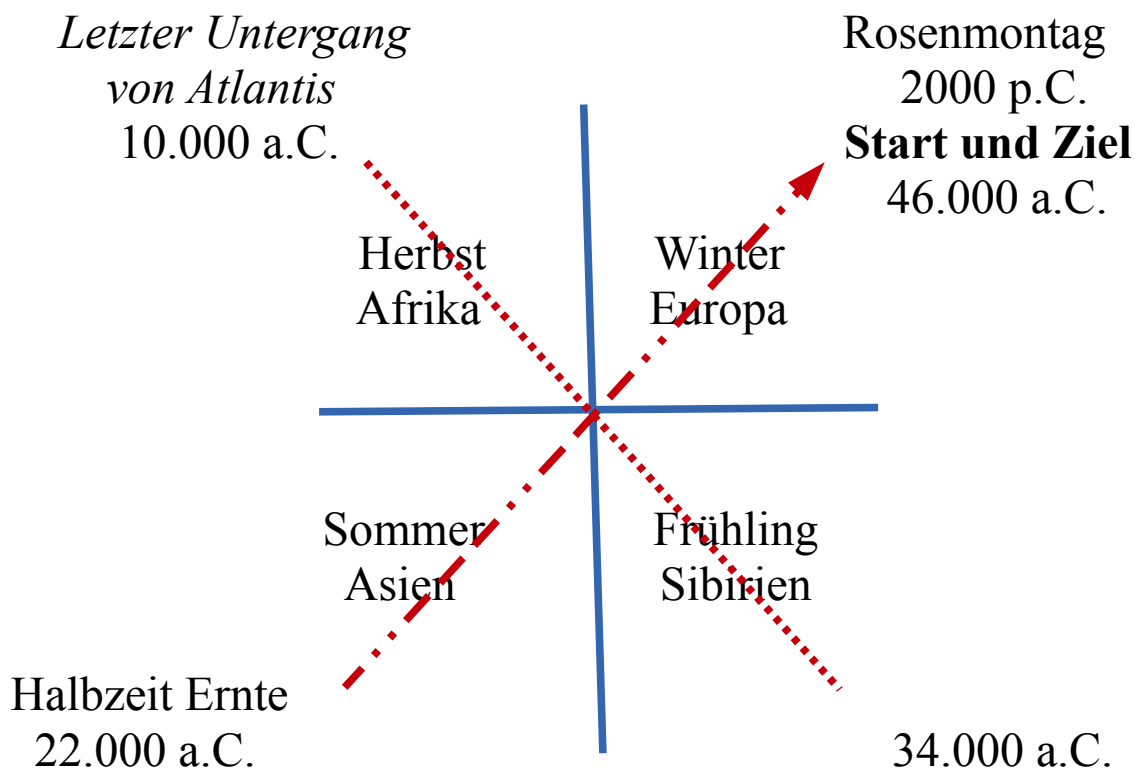 Letzter Untergang
von Atlantis
10.000 a.C.
Rosenmontag
2000 p.C.
Start und Ziel
46.000 a.C.
Herbst
Afrika
Winter
Europa
Sommer
Asien
Frühling
Sibirien
Halbzeit Ernte
22.000 a.C.
34.000 a.C.